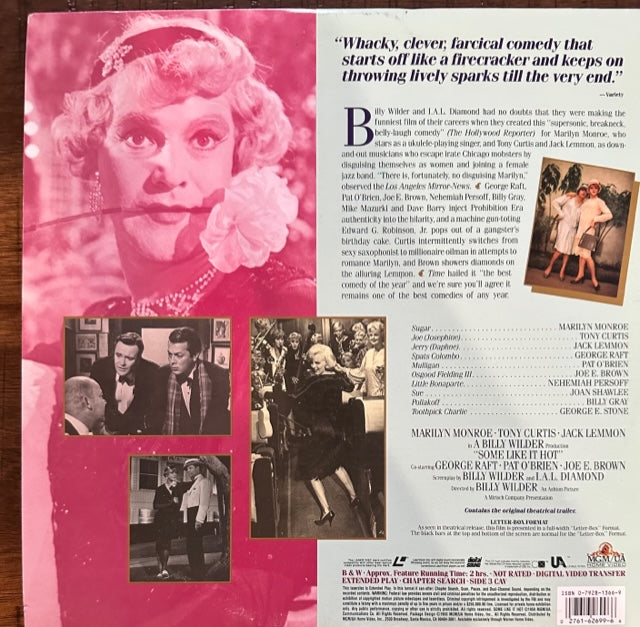 “Whacky, clever, farcical comedy that
starts off like a firecracker and keeps on
throwing lively sparks till the very end.”
—Variety
Billy Wilder and I.A.L. Diamond had no doubts that they were making the
funniest film of their careers when they created this “supersonic, breakneck,
belly-laugh comedy” (The Hollywood Reporter) for Marilyn Monroe, who
stars as a ukulele-playing singer, and Tony Curtis and Jack Lemmon, as down-
and-out musicians who escape irate Chicago mobsters by
disguising themselves as women and joining a female
jazz band. “There is, fortunately, no disguising Marilyn,”
observed the Los Angeles Mirror-News. George Raft,
Pat O'Brien, Joe E. Brown, Nehemiah Persoff, Billy Gray,
Mike Mazurki and Dave Barry inject Prohibition Era
authenticity into the hilarity, and a machine gun-toting
Edward G. Robinson, Jr. pops out of a gangster's
birthday cake. Curtis intermittently switches from
sexy saxophonist to millionaire oilman in attempts to
romance Marilyn, and Brown showers diamonds on
the alluring Lemmon. Time hailed it “the best
comedy of the year” and we're sure you'll agree it
remains one of the best comedies of any year.
Sugar MARILYN MONROE
Joe (Josephine) TONY CURTIS
Jerry (Daphne) JACK LEMMON
Spats Colombo GEORGE RAFT
Mulligan PAT O'BRIEN
Osgood Fielding III JOE E. BROWN
Little Bonaparte NEHEMIAH PERSOFF
Sue JOAN SHAWLEE
Poliakoff BILLY GRAY
Toothpick Charlie GEORGE E. STONE
MARILYN MONROE · TONY CURTIS · JACK LEMMON
in A BILLY WILDER Production
“SOME LIKE IT HOT”
Co-starring GEORGE RAFT · PAT O'BRIEN · JOE E. BROWN
Screenplay by BILLY WILDER and I.A.L. DIAMOND
Directed by BILLY WILDER An Ashton Picture
A Mirisch Company Presentation
Contains the original theatrical trailer.
LETTER-BOX FORMAT
As seen in theatrical release, this film is presented in a full-width “Letter-Box” Format.
The black bars at the top and bottom of the screen are normal for the “Letter-Box” Format.
MGM/UA
HOME VIDEO
B & W · Approx. Feature Running Time: 2 hrs. · NOT RATED · DIGITAL VIDEO TRANSFER
EXTENDED PLAY · CHAPTER SEARCH · SIDE 3 CAV
ISBN 0-7928-1366-9
0 2761-62699-6